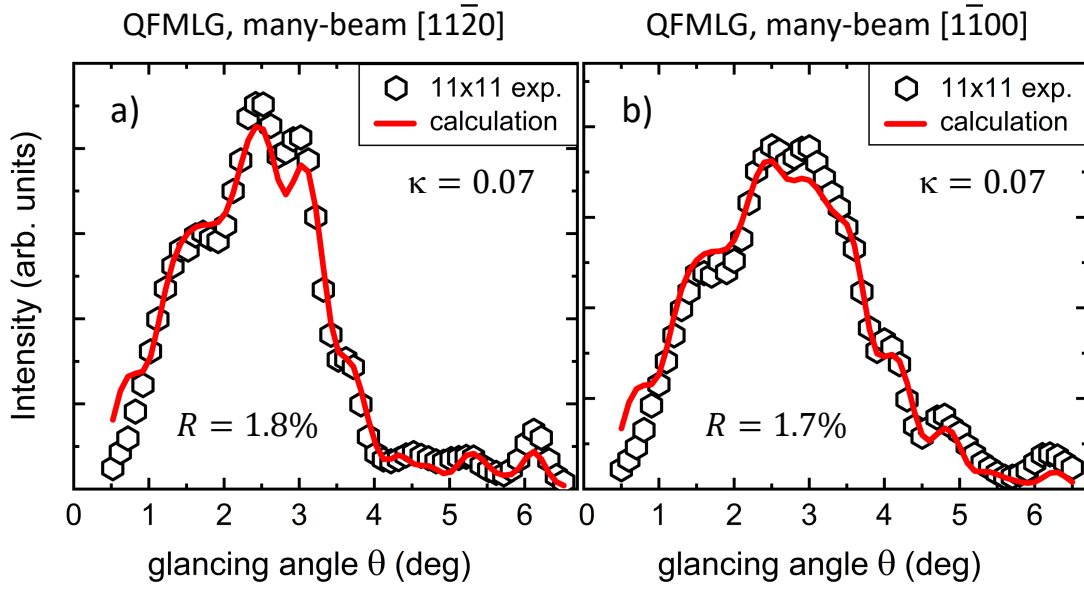 QFMLG, many-beam [112̅0]
QFMLG, many-beam [11̅00]
a)
11x11 exp.
calculation
κ = 0.07
R = 1.8%
b)
11x11 exp.
calculation
κ = 0.07
R = 1.7%
Intensity (arb. units)
0 1 2 3 4 5 6
0 1 2 3 4 5 6
glancing angle θ (deg)
glancing angle θ (deg)